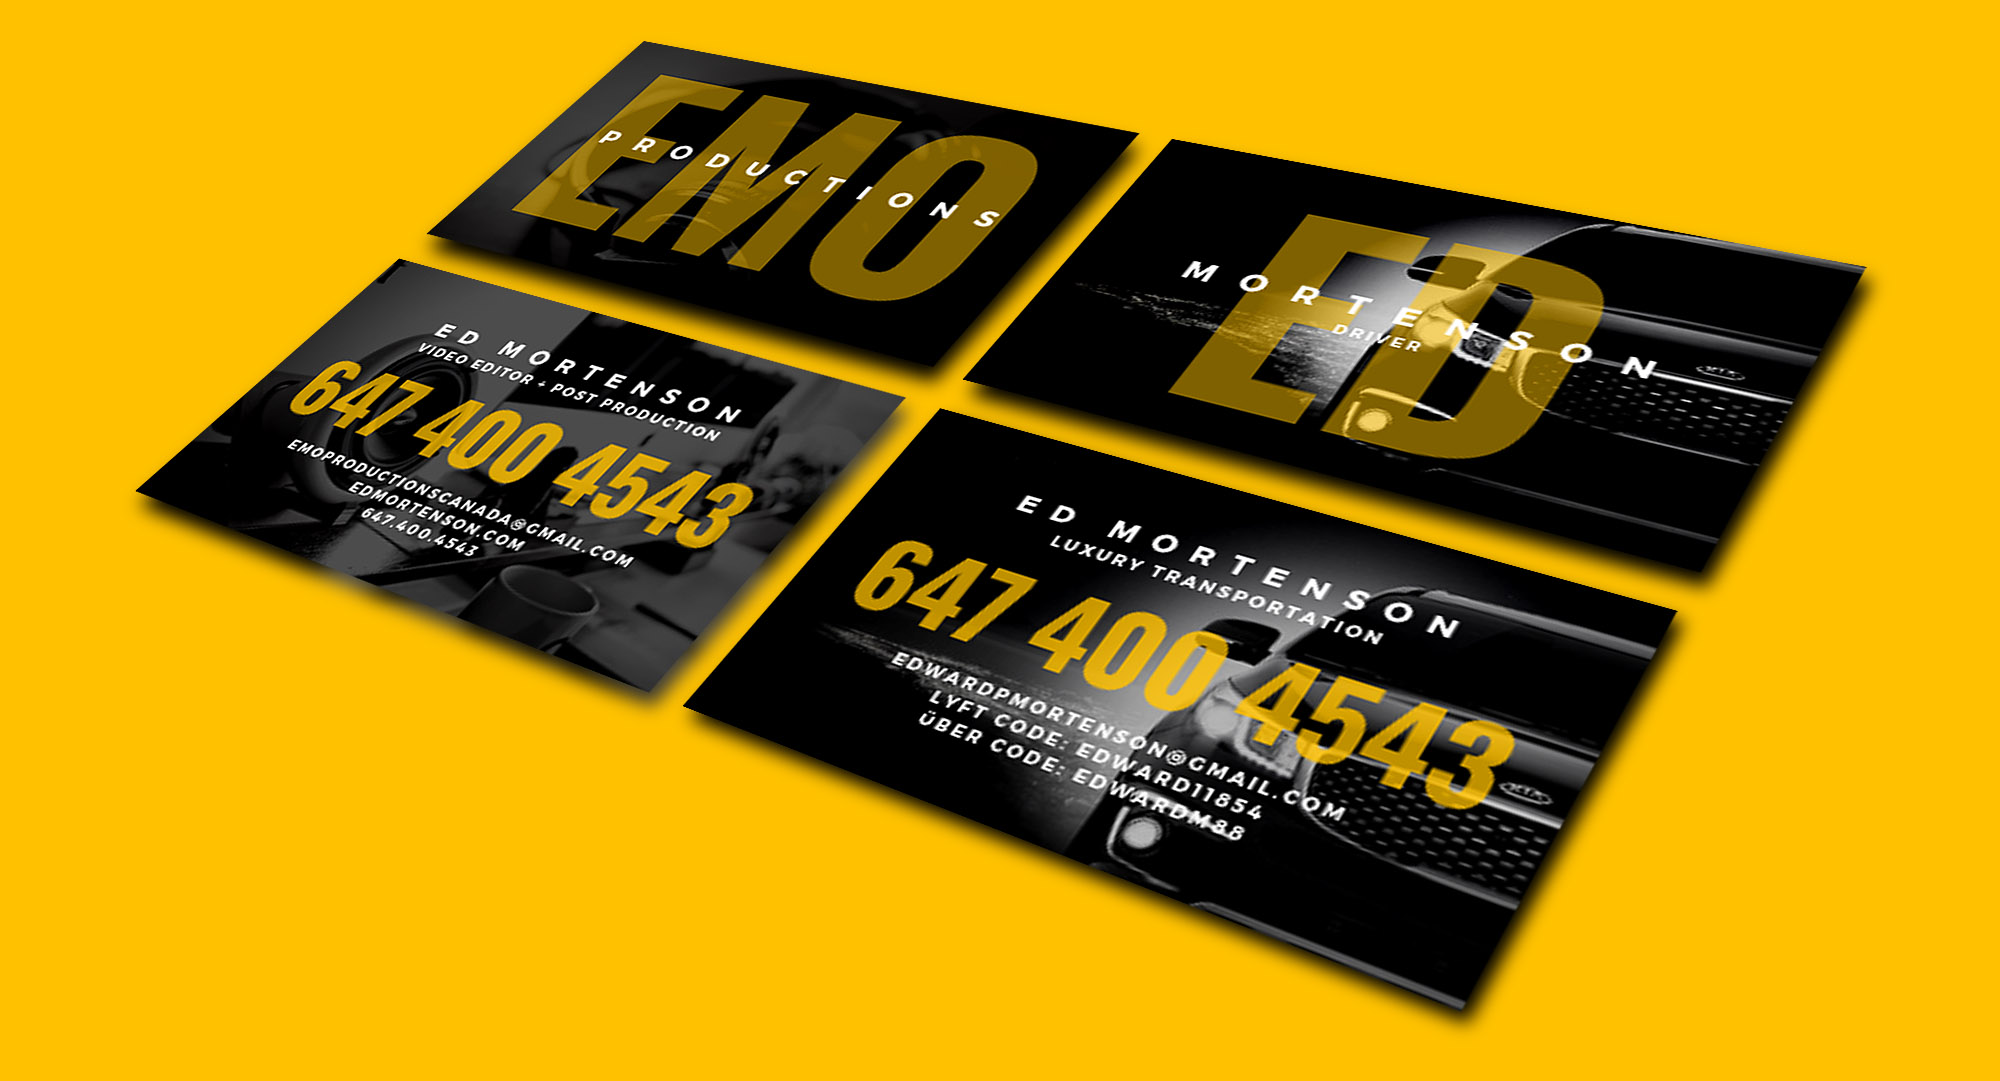 EMO
PRODUCTIONS
ED
MORTENSON
DRIVER
ED MORTENSON
VIDEO EDITOR + POST PRODUCTION
647 400 4543
EMOPRODUCTIONSCANADA@GMAIL.COM
EDMORTENSON.COM
647.400.4543
ED MORTENSON
LUXURY TRANSPORTATION
647 400 4543
EDWARDPMORTENSON@GMAIL.COM
LYFT CODE: EDWARD11854
ÜBER CODE: EDWARDM88